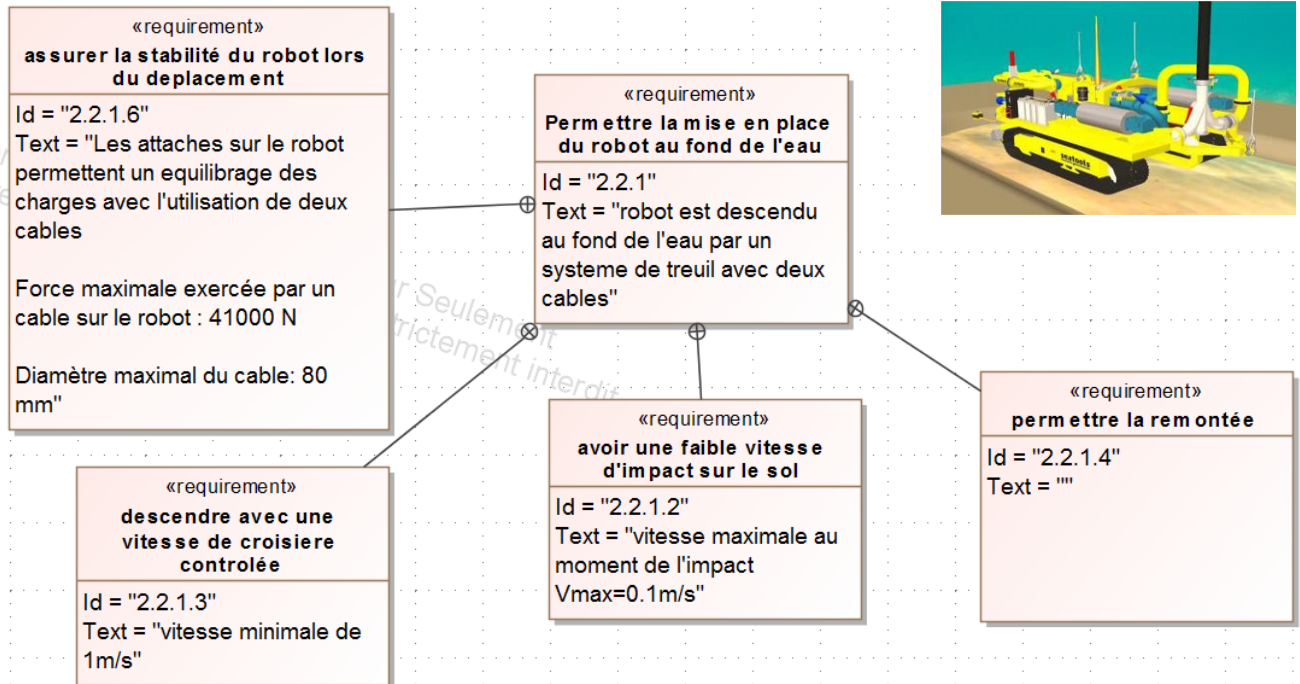 «requirement»
assurer la stabilité du robot lors
du deplacement
Id = "2.2.1.6"
Text = "Les attaches sur le robot
permettent un equilibrage des
charges avec l'utilisation de deux
cables
Force maximale exercée par un
cable sur le robot : 41000 N
Diamètre maximal du cable: 80
mm"
«requirement»
Permettre la mise en place
du robot au fond de l'eau
Id = "2.2.1"
Text = "robot est descendu
au fond de l'eau par un
systeme de treuil avec deux
cables"
seatools
Seulement
strictement interdit
«requirement»
descendre avec une
vitesse de croisiere
controlée
Id = "2.2.1.3"
Text = "vitesse minimale de
1m/s"
«requirement»
avoir une faible vitesse
d'impact sur le sol
Id = "2.2.1.2"
Text = "vitesse maximale au
moment de l'impact
Vmax=0.1m/s"
«requirement»
permettre la remontée
Id = "2.2.1.4"
Text = ""